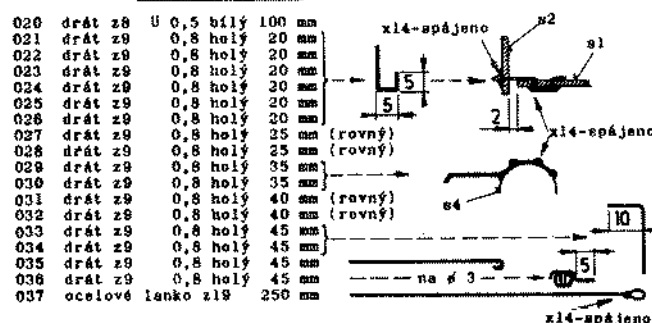 020 drát z8 U 0,5 bílý 100 mm
021 drát z9 0,8 holý 20 mm
022 drát z9 0,8 holý 20 mm
023 drát z9 0,8 holý 20 mm
024 drát z9 0,8 holý 20 mm
025 drát z9 0,8 holý 20 mm
026 drát z9 0,8 holý 20 mm
027 drát z9 0,8 holý 25 mm (rovný)
028 drát z9 0,8 holý 25 mm (rovný)
029 drát z9 0,8 holý 35 mm
030 drát z9 0,8 holý 35 mm
031 drát z9 0,8 holý 40 mm (rovný)
032 drát z9 0,8 holý 40 mm (rovný)
033 drát z9 0,8 holý 45 mm
034 drát z9 0,8 holý 45 mm
035 drát z9 0,8 holý 45 mm
036 drát z9 0,8 holý 45 mm
037 ocelové lanko z19 250 mm
x14-spájeno
s2
s1
5
5
2
x14-spájeno
s4
10
5
na ø 3
x14-spájeno